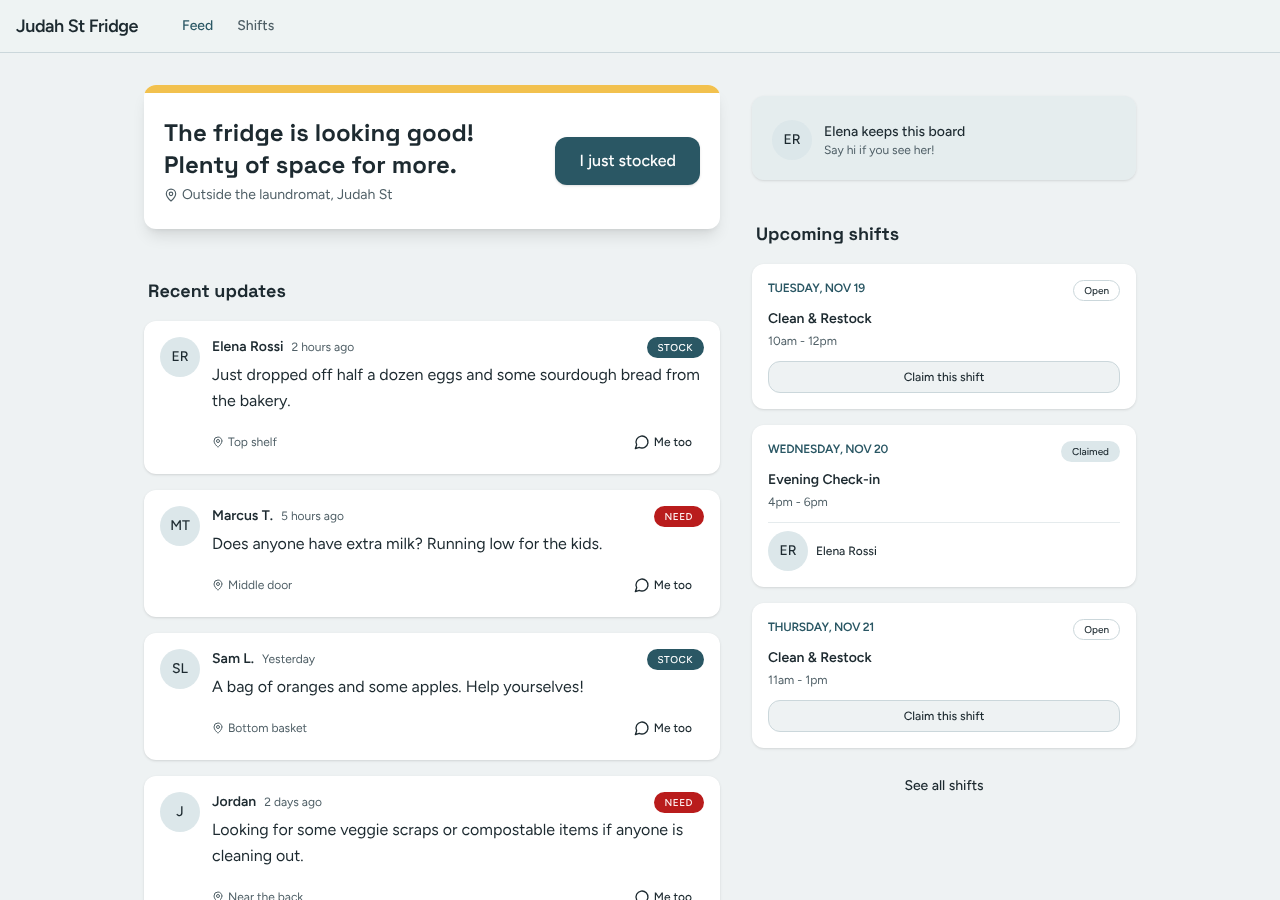 Judah St Fridge
Feed
Shifts
The fridge is looking good!
Plenty of space for more.
Outside the laundromat, Judah St
I just stocked
Recent updates
ER
Elena Rossi 2 hours ago
STOCK
Just dropped off half a dozen eggs and some sourdough bread from
the bakery.
Top shelf
Me too
MT
Marcus T. 5 hours ago
NEED
Does anyone have extra milk? Running low for the kids.
Middle door
Me too
SL
Sam L. Yesterday
STOCK
A bag of oranges and some apples. Help yourselves!
Bottom basket
Me too
J
Jordan 2 days ago
NEED
Looking for some veggie scraps or compostable items if anyone is
cleaning out.
Near the back
Me too
ER
Elena keeps this board
Say hi if you see her!
Upcoming shifts
TUESDAY, NOV 19
Open
Clean & Restock
10am - 12pm
Claim this shift
WEDNESDAY, NOV 20
Claimed
Evening Check-in
4pm - 6pm
ER
Elena Rossi
THURSDAY, NOV 21
Open
Clean & Restock
11am - 1pm
Claim this shift
See all shifts